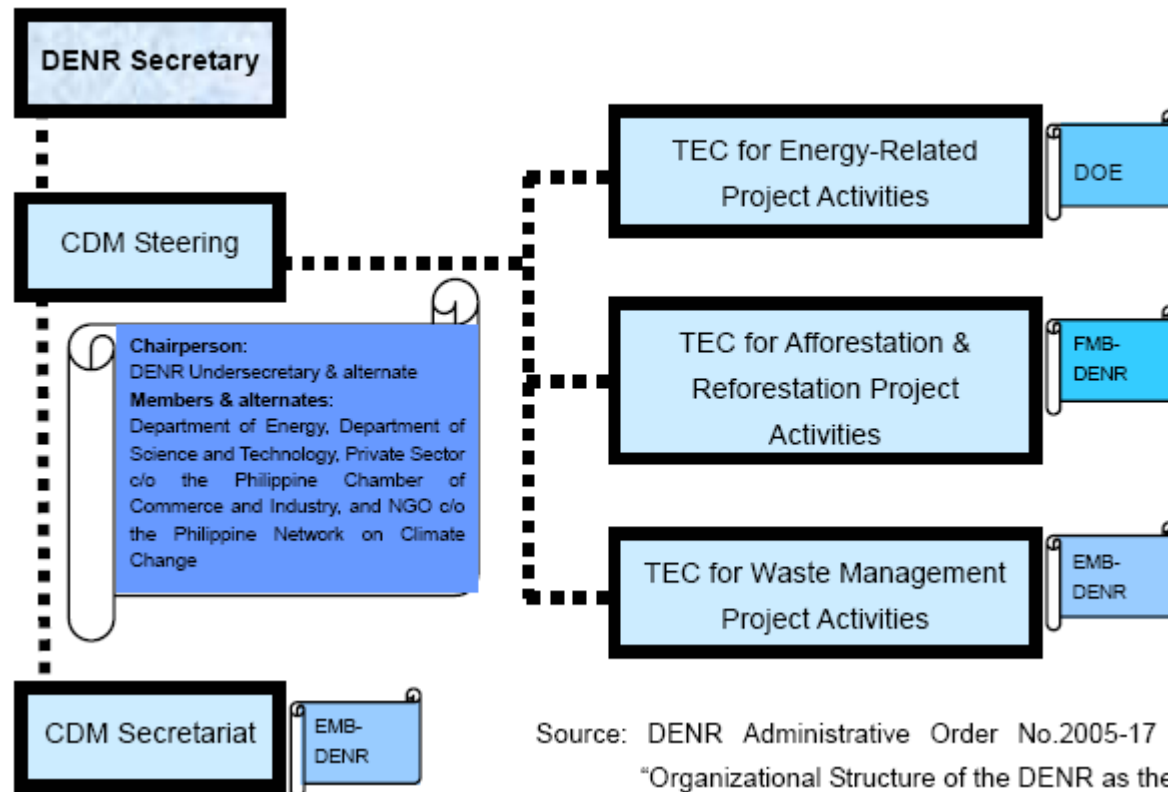 DENR Secretary
CDM Steering
Chairperson:
DENR Undersecretary & alternate
Members & alternates:
Department of Energy, Department of
Science and Technology, Private Sector
c/o the Philippine Chamber of
Commerce and Industry, and NGO c/o
the Philippine Network on Climate
Change
CDM Secretariat
EMB-
DENR
TEC for Energy-Related
Project Activities
DOE
TEC for Afforestation &
Reforestation Project
Activities
FMB-
DENR
TEC for Waste Management
Project Activities
EMB-
DENR
Source: DENR Administrative Order No.2005-17
“Organizational Structure of the DENR as the